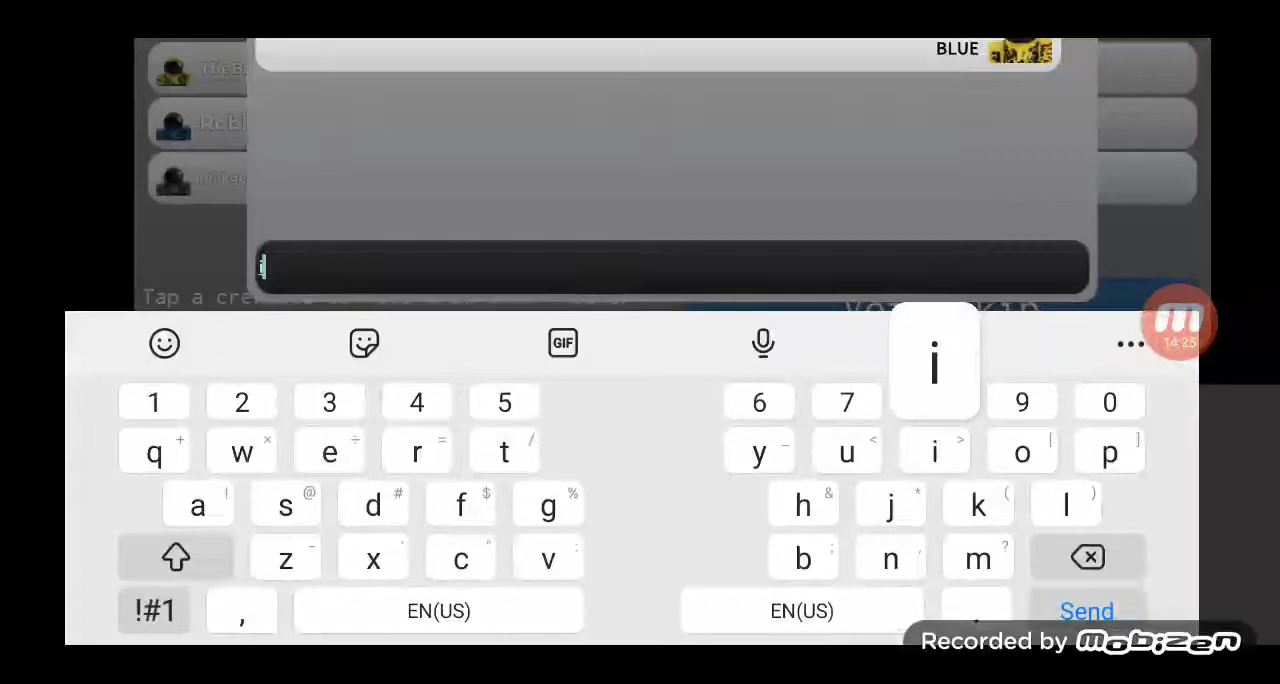 BLUE
i
Tap a cre
GIF
i
14:25
1 2 3 4 5 6 7 9 0
q + w × e ÷ r = t / y _ u < i > o [ p ]
a ! s @ d # f $ g % h & j * k ( l )
z - x ' c " v : b ; n , m ?
!#1 , EN(US) EN(US) . Send
Recorded by mobizen